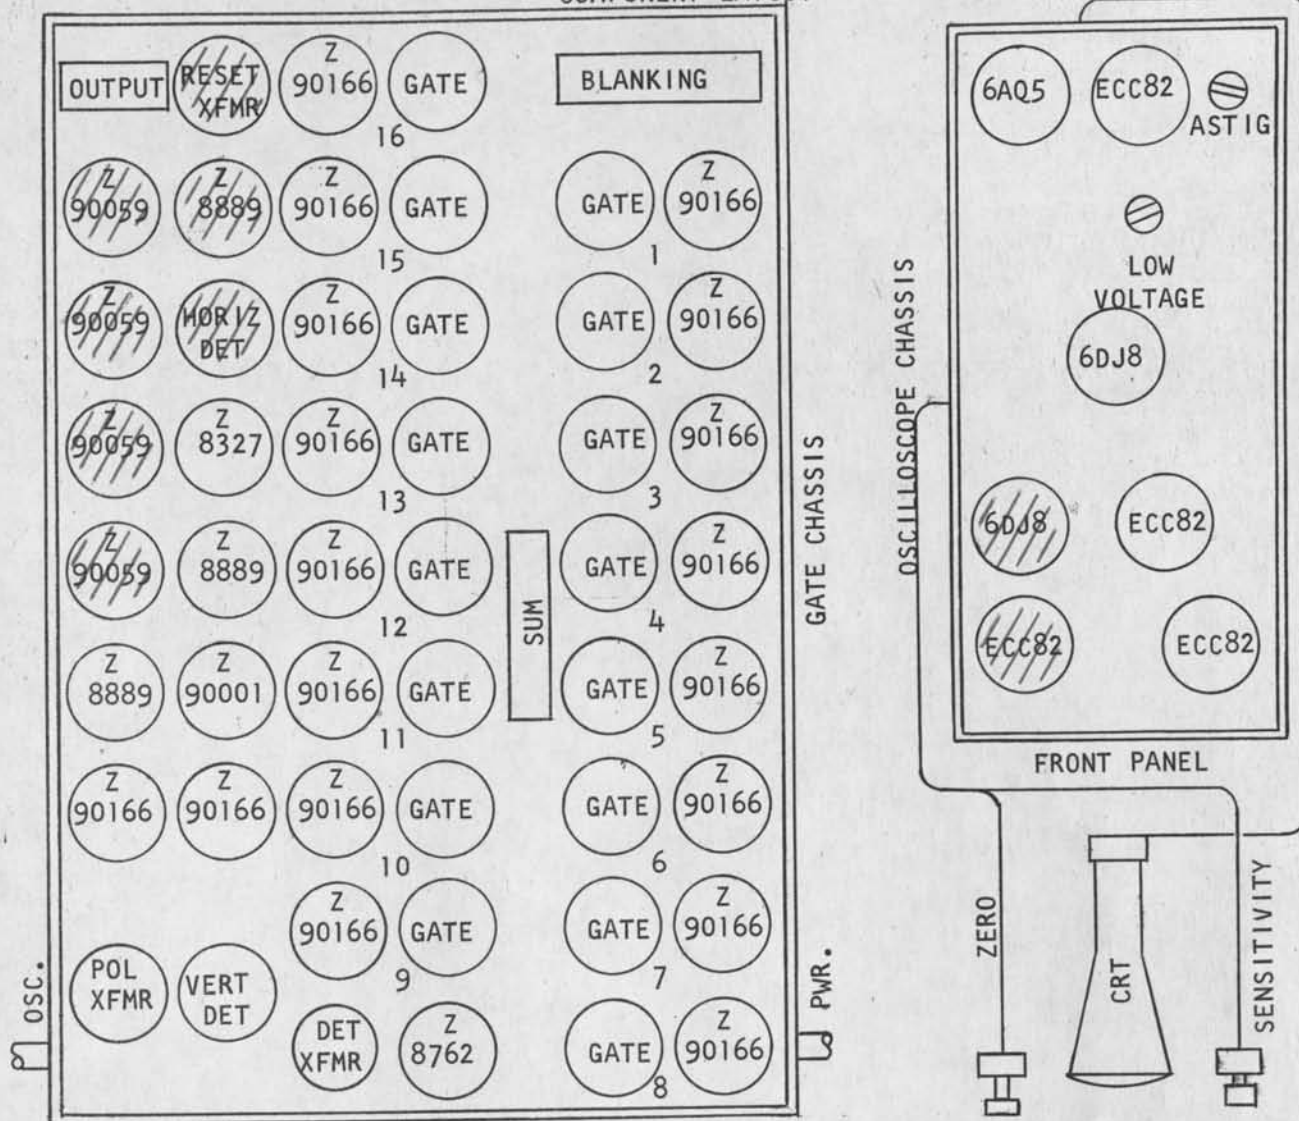 OUTPUT
RESET
XFMR
Z
90166
GATE
16
BLANKING
Z
90059
Z
8889
Z
90166
GATE
15
GATE
Z
90166
1
Z
90059
HORIZ
DET
Z
90166
GATE
14
GATE
Z
90166
2
Z
90059
Z
8327
Z
90166
GATE
13
GATE
Z
90166
3
Z
90059
Z
8889
Z
90166
GATE
12
SUM
GATE
Z
90166
4
Z
8889
Z
90001
Z
90166
GATE
11
GATE
Z
90166
5
Z
90166
Z
90166
Z
90166
GATE
10
GATE
Z
90166
6
Z
90166
GATE
9
GATE
Z
90166
7
POL
XFMR
VERT
DET
DET
XFMR
Z
8762
GATE
Z
90166
8
OSC.
PWR.
GATE CHASSIS
OSCILLOSCOPE CHASSIS
6AQ5
ECC82
ASTIG
LOW
VOLTAGE
6DJ8
6DJ8
ECC82
ECC82
ECC82
FRONT PANEL
ZERO
CRT
SENSITIVITY